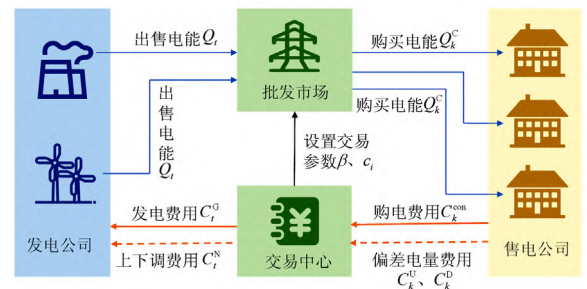 出售电能Qt
出售电能Qt
批发市场
购买电能QkC
购买电能QkC
设置交易
参数β、ci
发电费用CtG
上下调费用CtN
发电公司
交易中心
购电费用Ckcon
偏差电量费用
CkU、CkD
售电公司